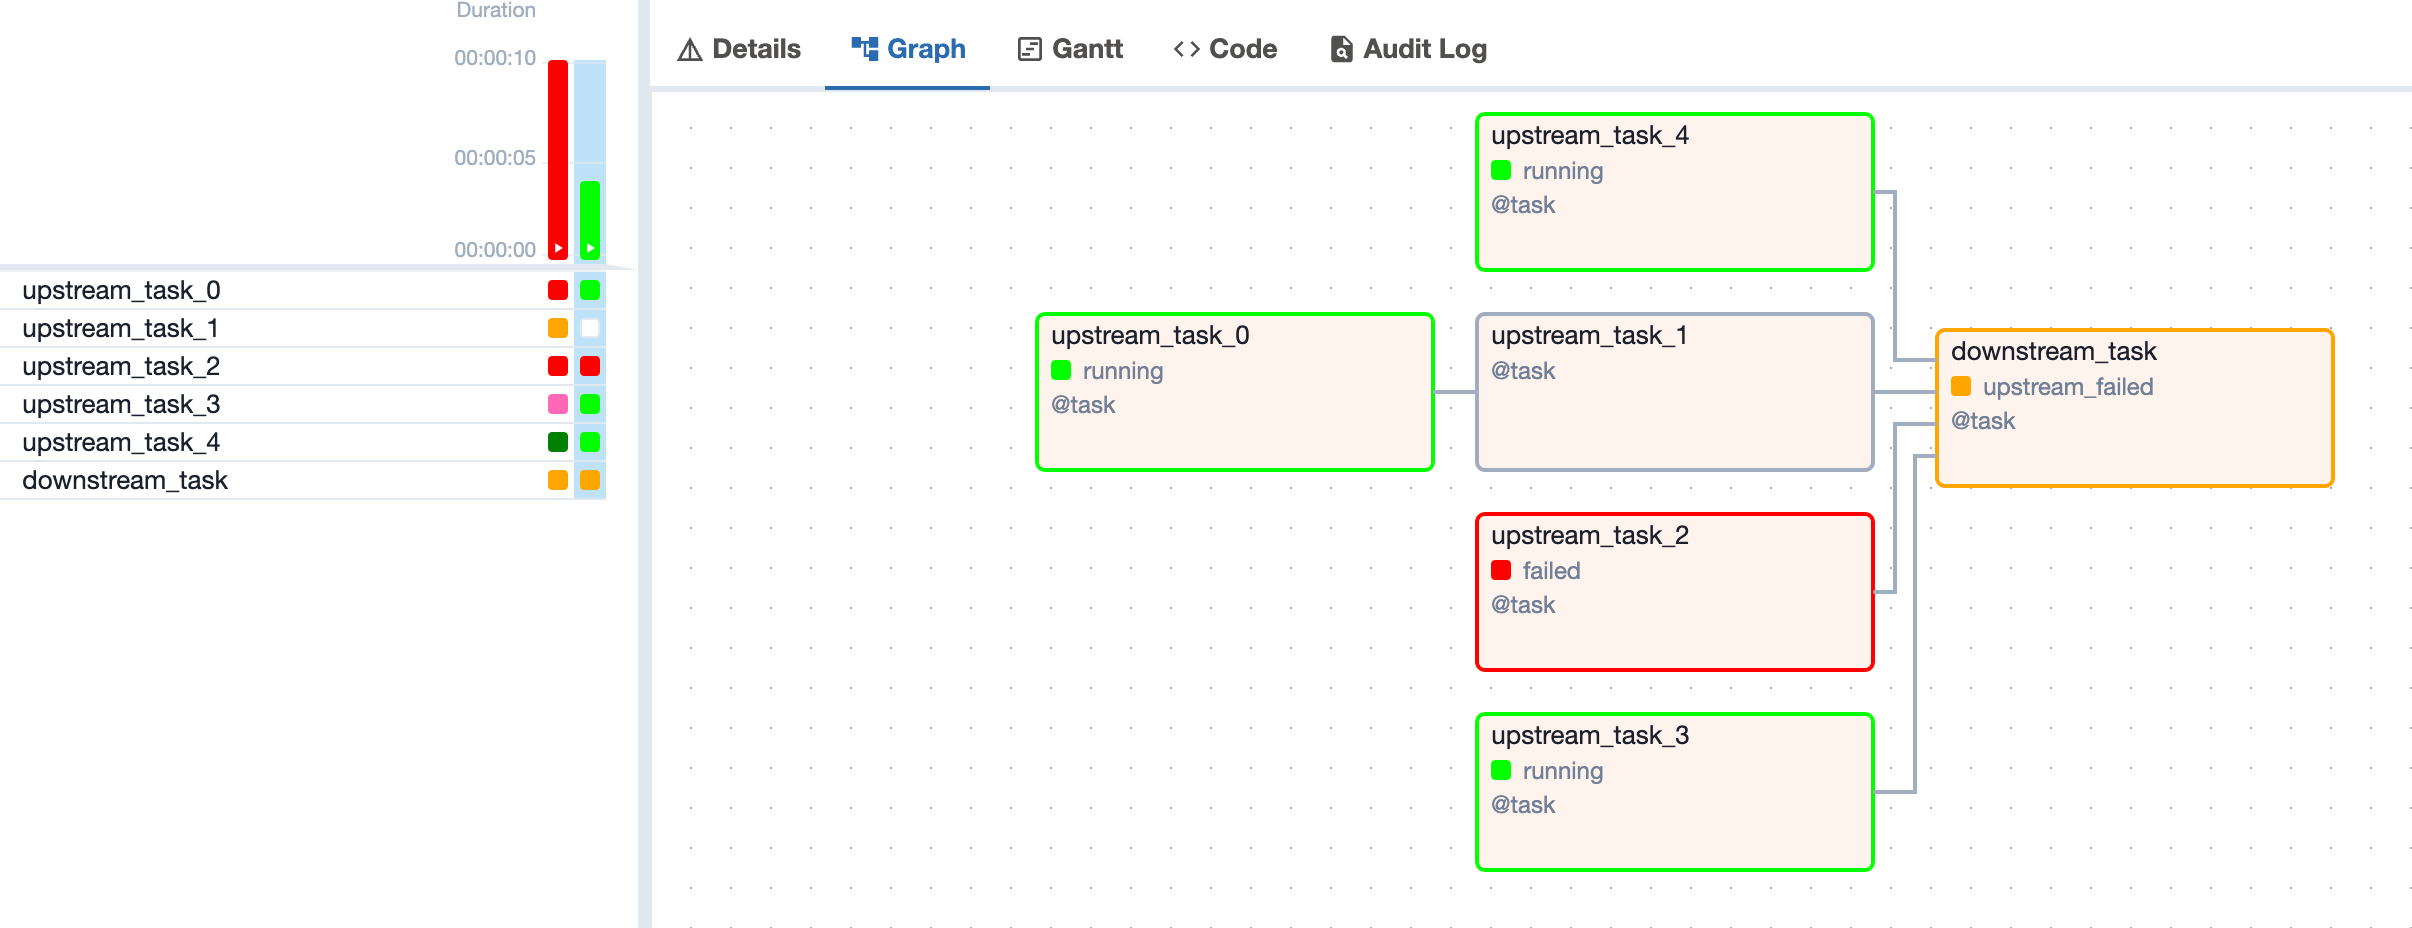 Duration
00:00:10
00:00:05
00:00:00
upstream_task_0
upstream_task_1
upstream_task_2
upstream_task_3
upstream_task_4
downstream_task
Details
Graph
Gantt
Code
Audit Log
upstream_task_4
running
@task
upstream_task_0
running
@task
upstream_task_1
@task
downstream_task
upstream_failed
@task
upstream_task_2
failed
@task
upstream_task_3
running
@task